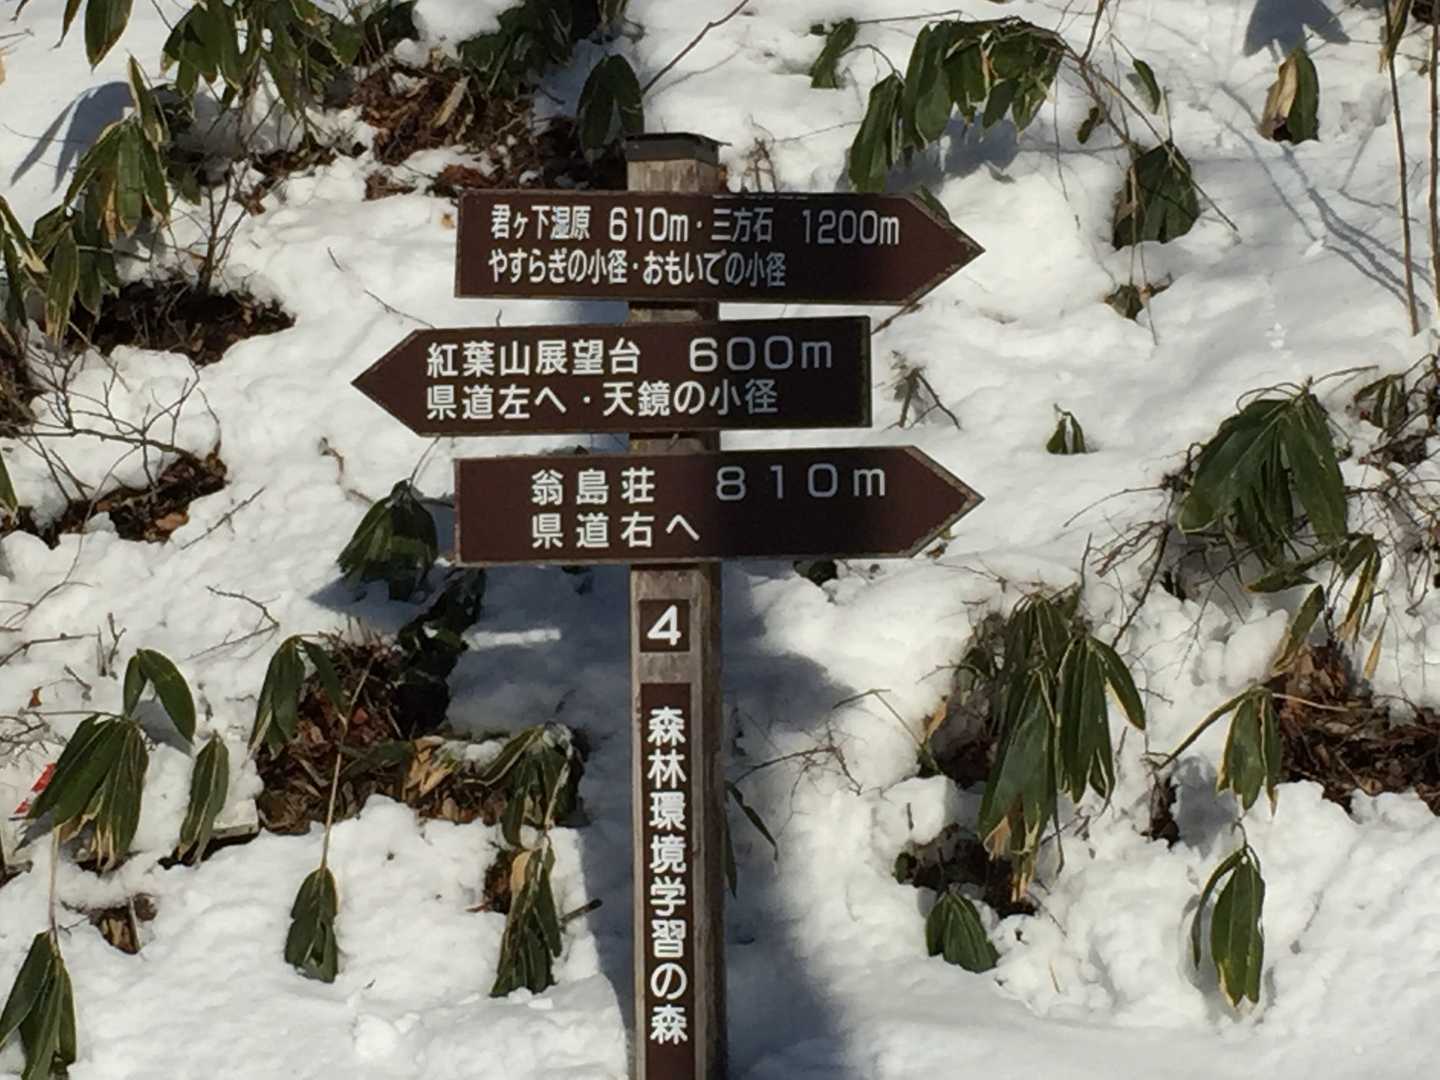 君ヶ下湿原 610m・三方石 1200m
やすらぎの小径・おもいでの小径
紅葉山展望台 600m
県道左へ・天鏡の小径
翁島荘 810m
県道右へ
4
森林環境学習の森